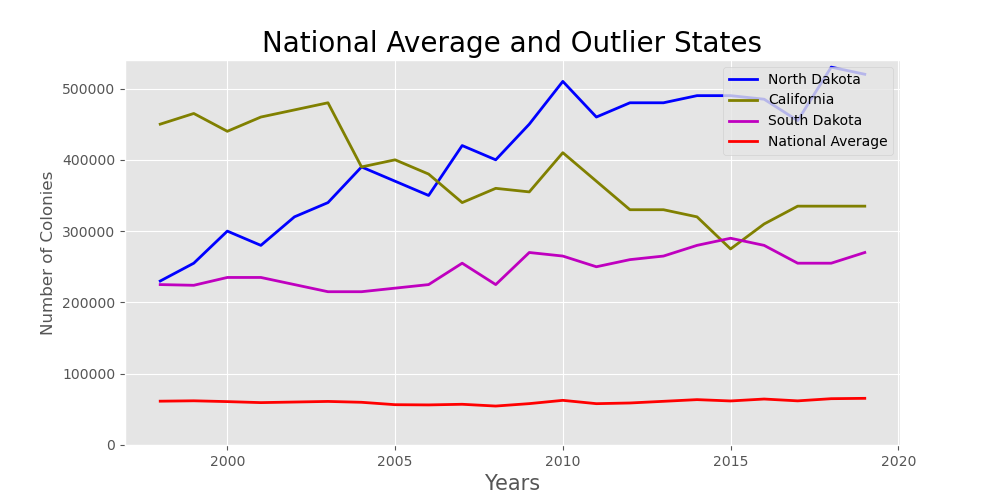 National Average and Outlier States
North Dakota
California
South Dakota
National Average
Number of Colonies
500000
400000
300000
200000
100000
0
2000
2005
2010
2015
2020
Years